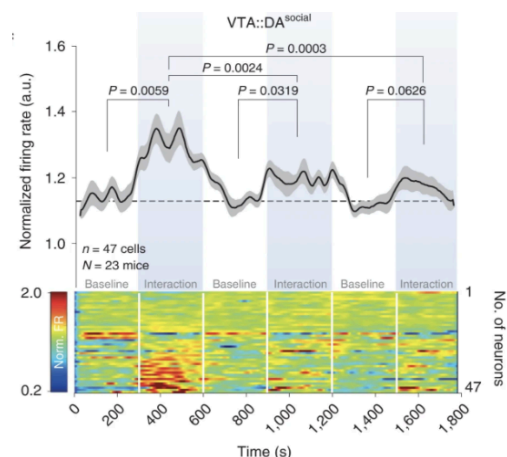 VTA::DAsocial
Normalized firing rate (a.u.)
1.6
1.4
1.2
1.0
P = 0.0003
P = 0.0024
P = 0.0059
P = 0.0319
P = 0.0626
n = 47 cells
N = 23 mice
Baseline Interaction Baseline Interaction Baseline Interaction
2.0
Norm. FR
0.2
1
No. of neurons
47
0 200 400 600 800 1,000 1,200 1,400 1,600 1,800
Time (s)